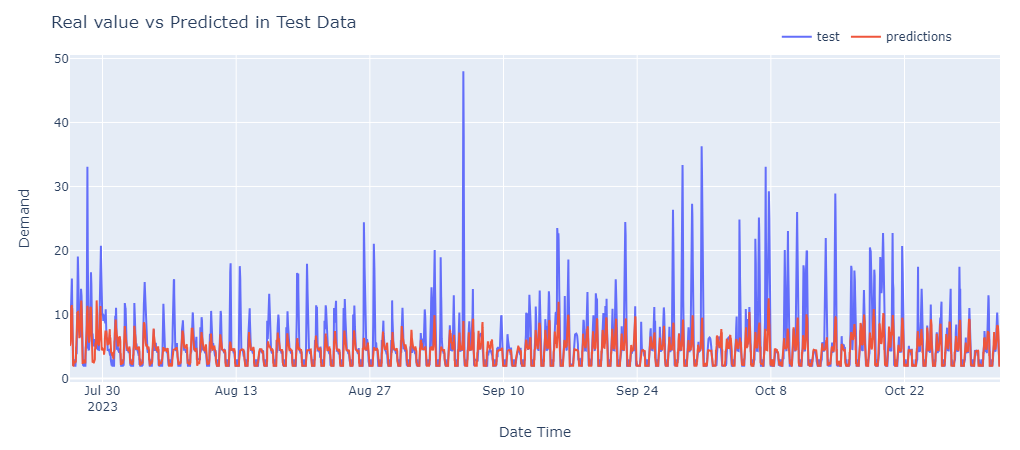 Real value vs Predicted in Test Data
test predictions
50
40
30
20
10
0
Demand
Jul 30 Aug 13 Aug 27 Sep 10 Sep 24 Oct 8 Oct 22
2023
Date Time